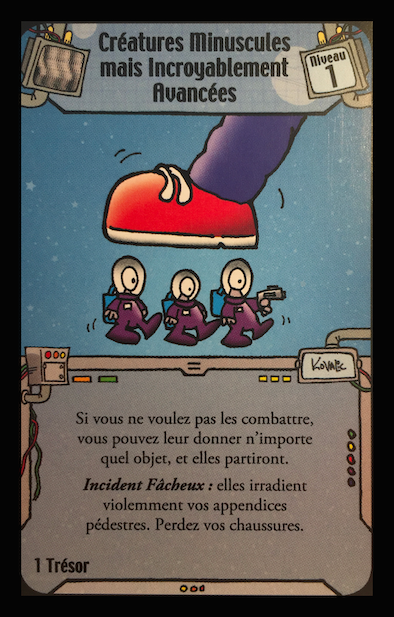 Créatures Minuscules
mais Incroyablement
Avancées
Niveau
1
KOVALIC
Si vous ne voulez pas les combattre,
vous pouvez leur donner n'importe
quel objet, et elles partiront.
Incident Fâcheux : elles irradient
violemment vos appendices
pédestres. Perdez vos chaussures.
1 Trésor